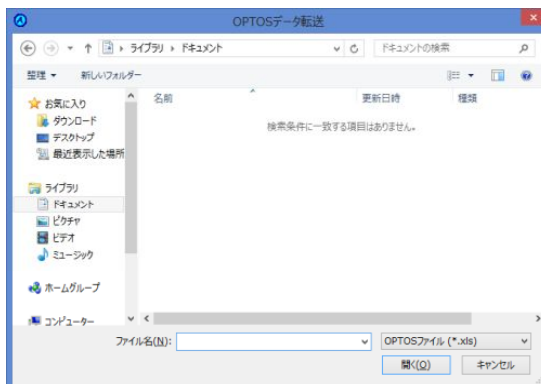 OPTOSデータ転送
ライブラリ ▸ ドキュメント
ドキュメントの検索
整理 新しいフォルダー
お気に入り
ダウンロード
デスクトップ
最近表示した場所
ライブラリ
ドキュメント
ピクチャ
ビデオ
ミュージック
ホームグループ
コンピューター
名前 更新日時 種類
検索条件に一致する項目はありません。
ファイル名(N):
OPTOSファイル (*.xls)
開く(O) キャンセル